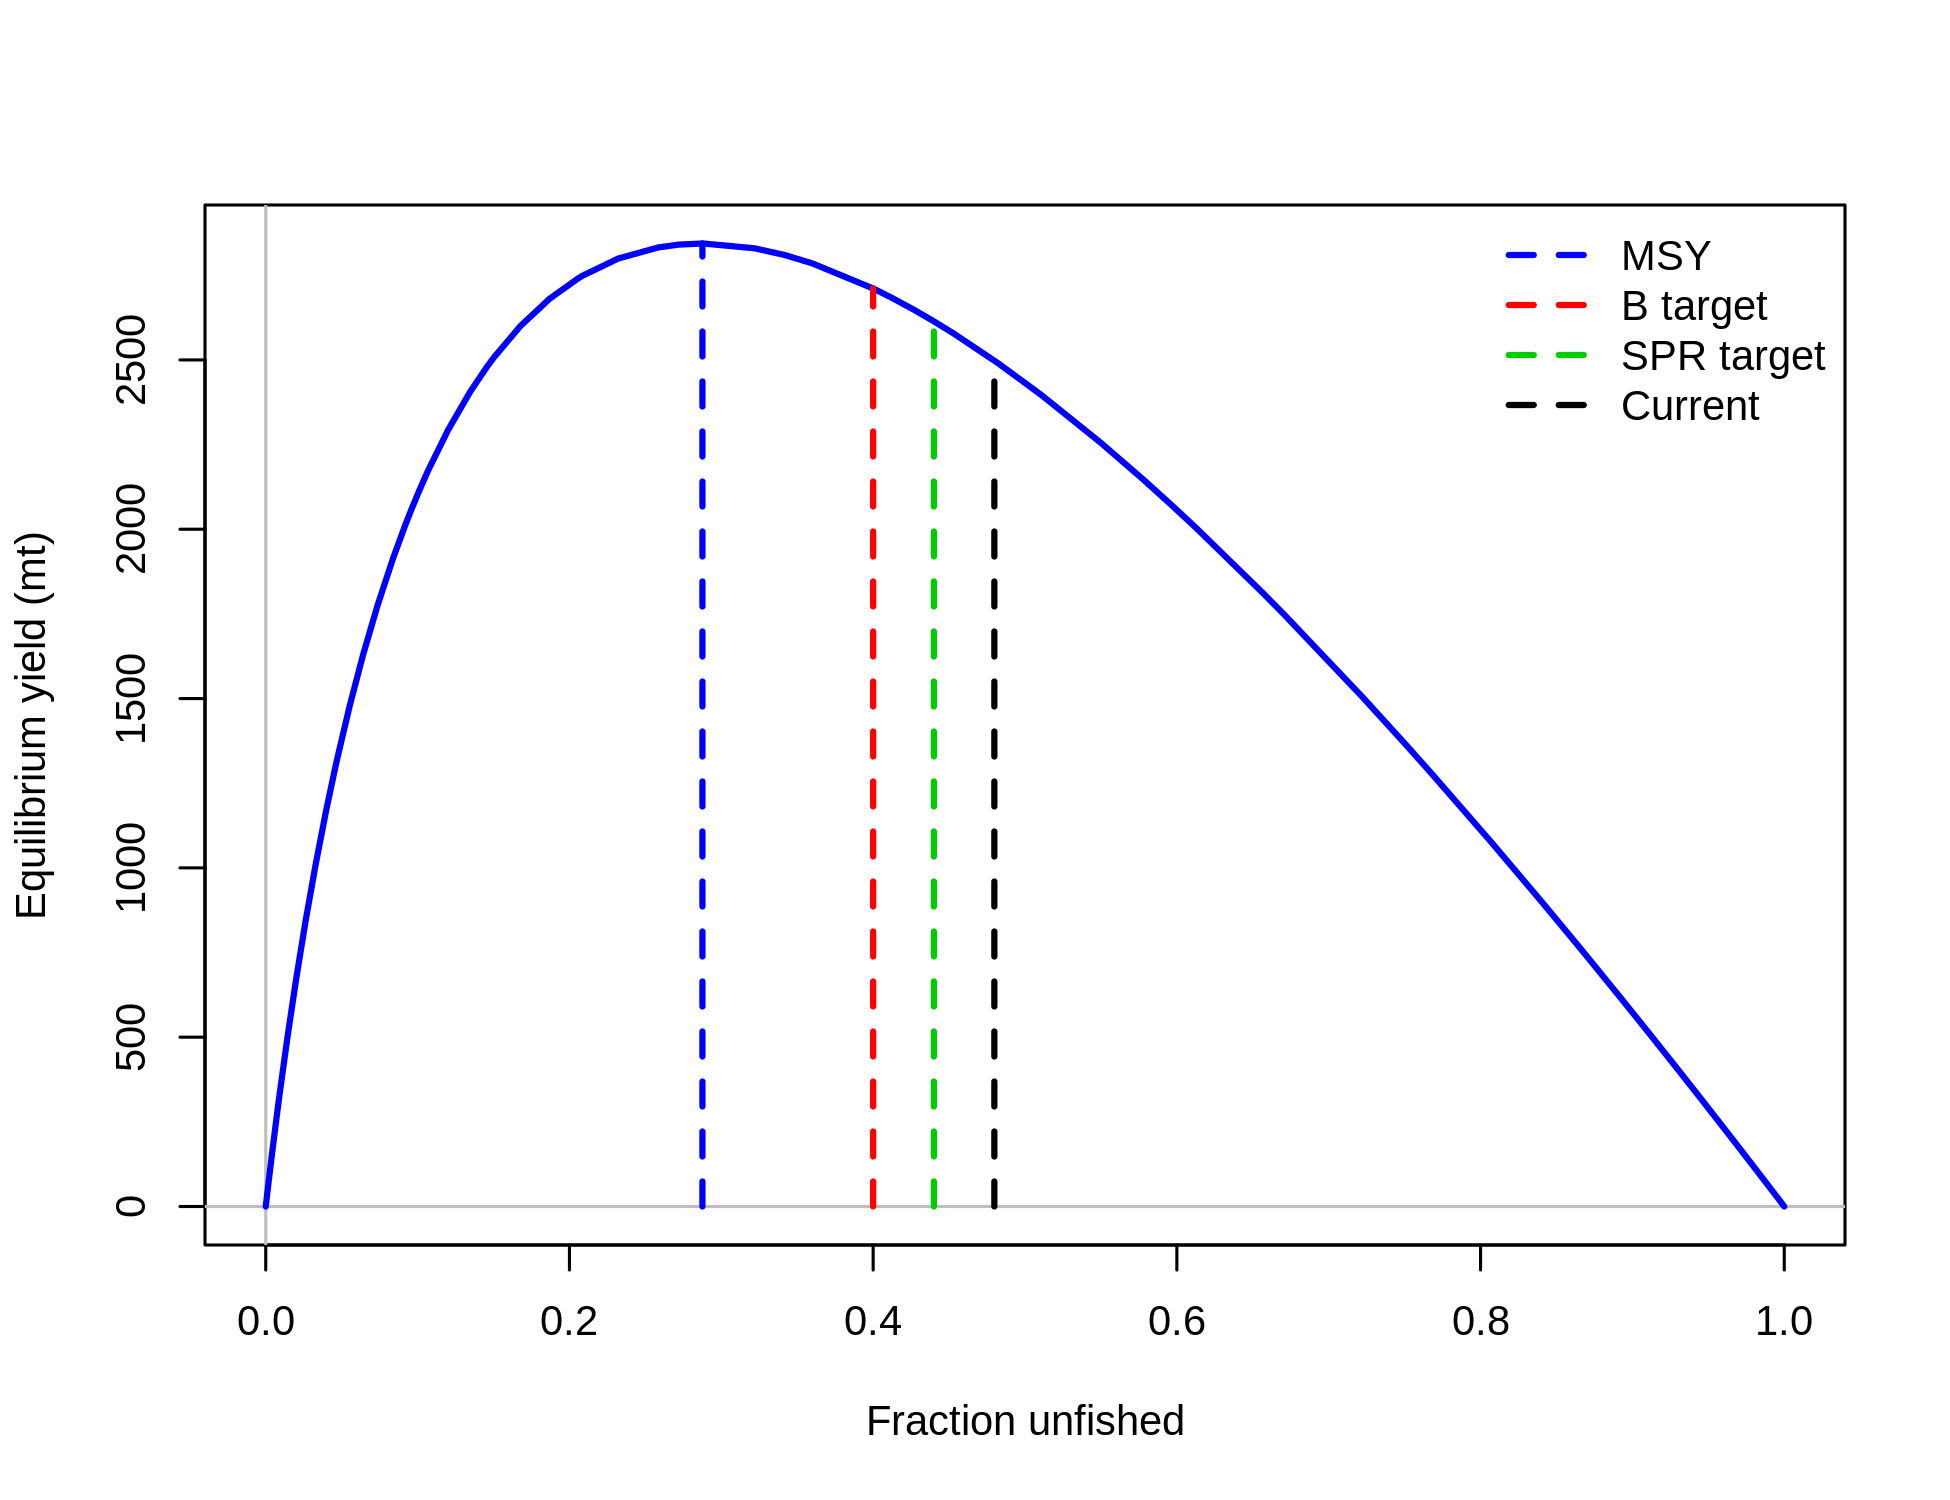 MSY
B target
SPR target
Current
Equilibrium yield (mt)
2500
2000
1500
1000
500
0
0.0 0.2 0.4 0.6 0.8 1.0
Fraction unfished